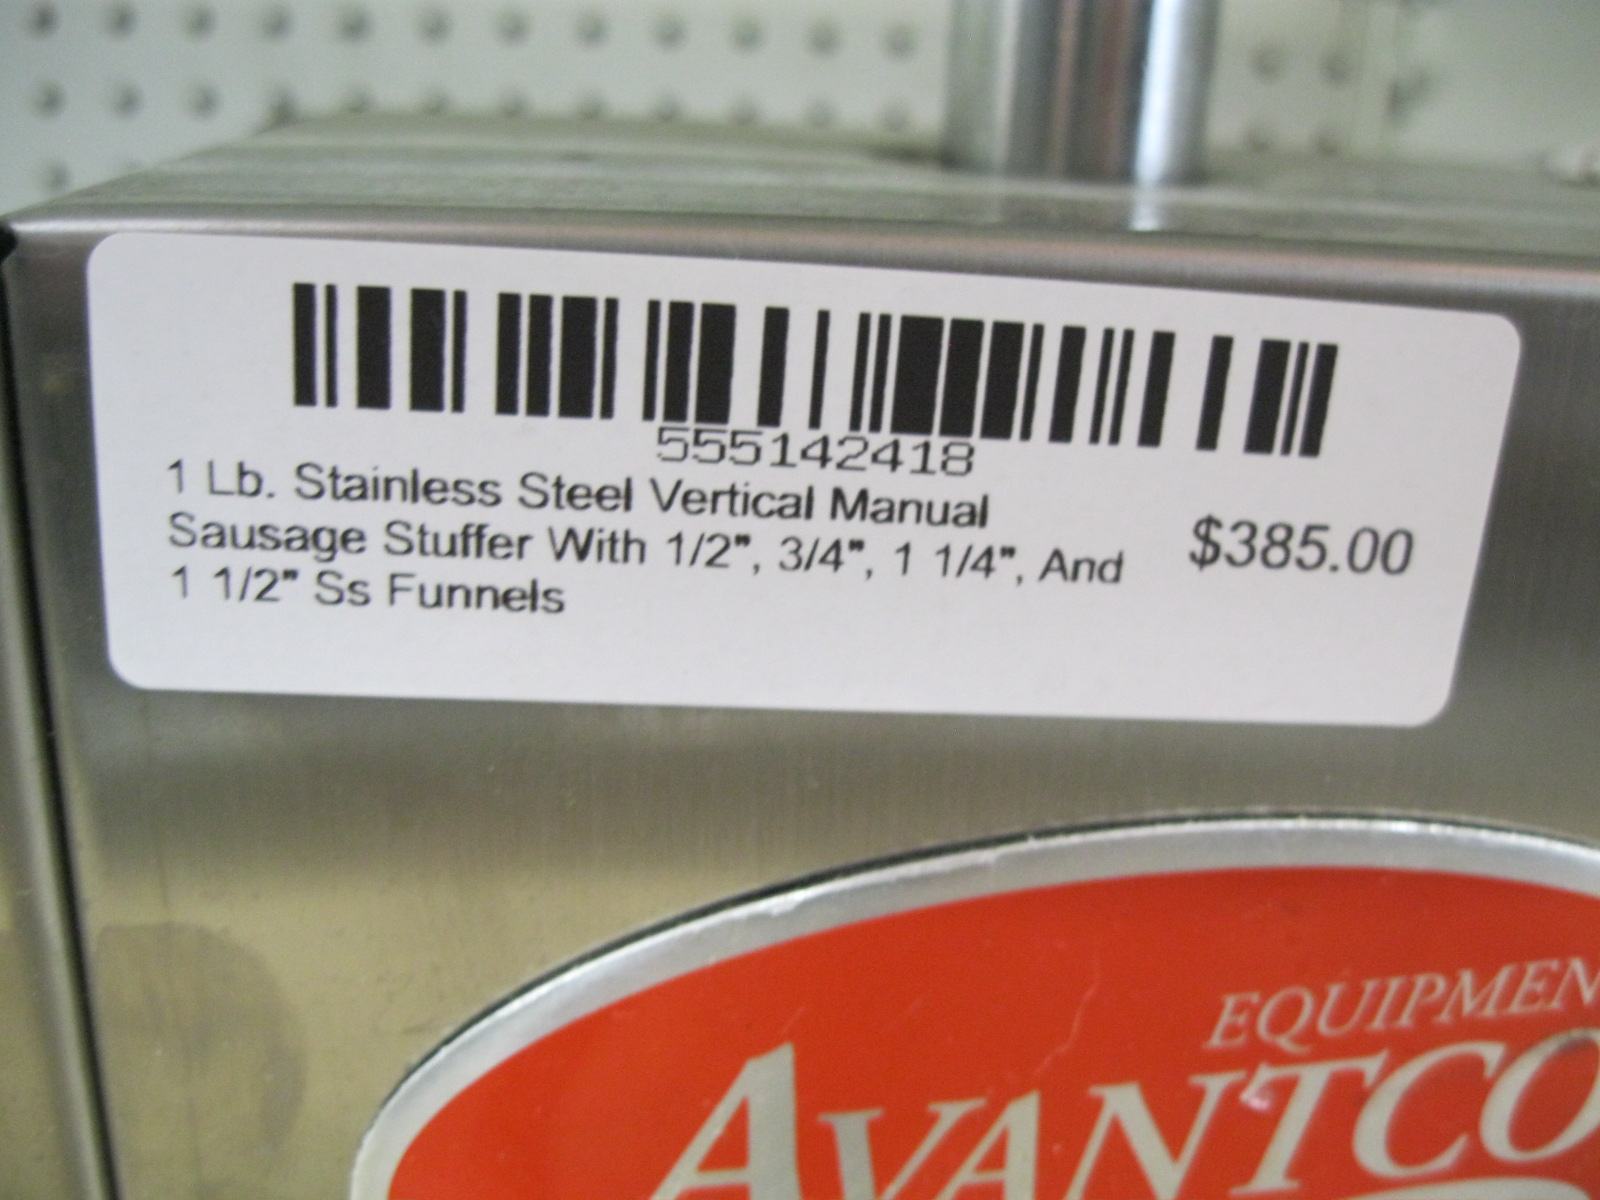 555142418
1 Lb. Stainless Steel Vertical Manual
Sausage Stuffer With 1/2", 3/4", 1 1/4", And
1 1/2" Ss Funnels
$385.00
EQUIPMEN
AVANTCO